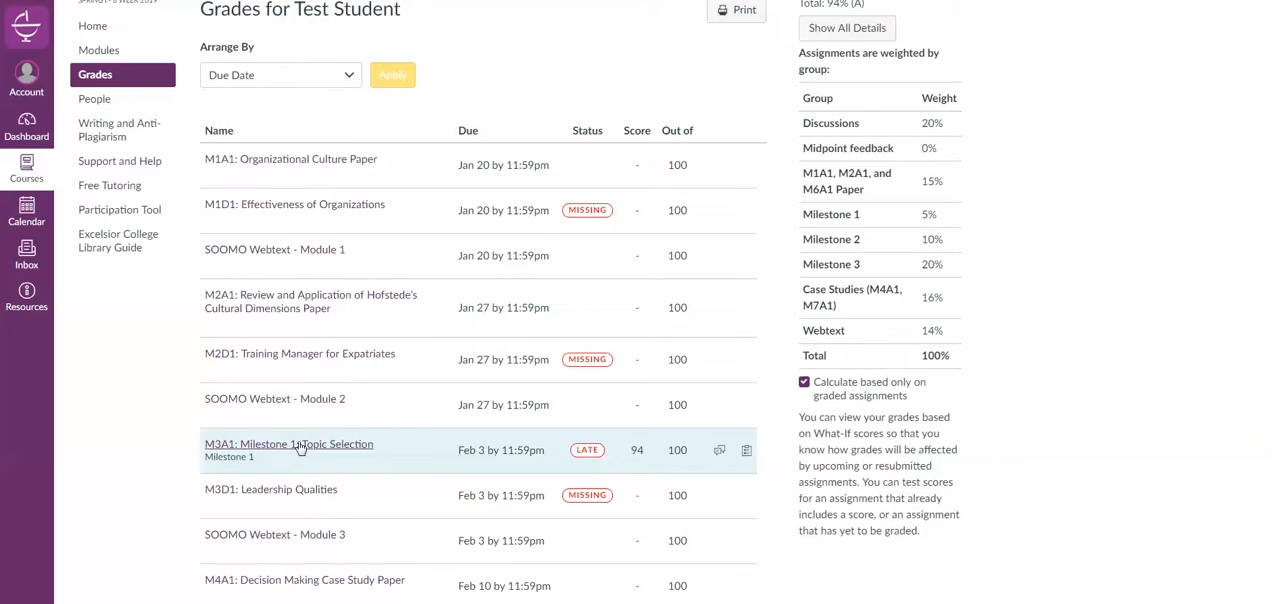 SPRING I - 8 WEEK 2019
Home
Modules
Grades
People
Writing and Anti-
Plagiarism
Support and Help
Free Tutoring
Participation Tool
Excelsior College
Library Guide
Account
Dashboard
Courses
Calendar
Inbox
Resources
Grades for Test Student
Print
Arrange By
Due Date
Apply
Name Due Status Score Out of
M1A1: Organizational Culture Paper Jan 20 by 11:59pm - 100
M1D1: Effectiveness of Organizations Jan 20 by 11:59pm MISSING - 100
SOOMO Webtext - Module 1 Jan 20 by 11:59pm - 100
M2A1: Review and Application of Hofstede's
Cultural Dimensions Paper Jan 27 by 11:59pm - 100
M2D1: Training Manager for Expatriates Jan 27 by 11:59pm MISSING - 100
SOOMO Webtext - Module 2 Jan 27 by 11:59pm - 100
M3A1: Milestone 1: Topic Selection Feb 3 by 11:59pm LATE 94 100
Milestone 1
M3D1: Leadership Qualities Feb 3 by 11:59pm MISSING - 100
SOOMO Webtext - Module 3 Feb 3 by 11:59pm - 100
M4A1: Decision Making Case Study Paper Feb 10 by 11:59pm - 100
Total: 94% (A)
Show All Details
Assignments are weighted by
group:
Group Weight
Discussions 20%
Midpoint feedback 0%
M1A1, M2A1, and
M6A1 Paper 15%
Milestone 1 5%
Milestone 2 10%
Milestone 3 20%
Case Studies (M4A1,
M7A1) 16%
Webtext 14%
Total 100%
Calculate based only on
graded assignments
You can view your grades based
on What-If scores so that you
know how grades will be affected
by upcoming or resubmitted
assignments. You can test scores
for an assignment that already
includes a score, or an assignment
that has yet to be graded.